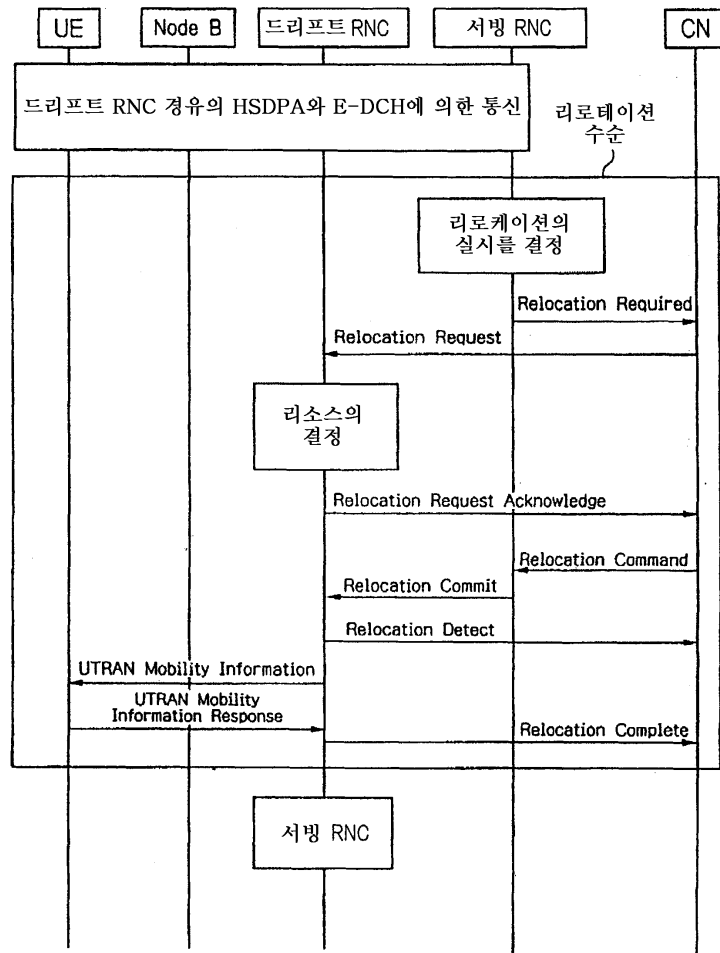 UE
Node B
드리프트 RNC
서빙 RNC
CN
드리프트 RNC 경유의 HSDPA와 E-DCH에 의한 통신
리로테이션
수순
리로케이션의
실시를 결정
Relocation Required
Relocation Request
리소스의
결정
Relocation Request Acknowledge
Relocation Command
Relocation Commit
Relocation Detect
UTRAN Mobility Information
UTRAN Mobility
Information Response
Relocation Complete
서빙 RNC